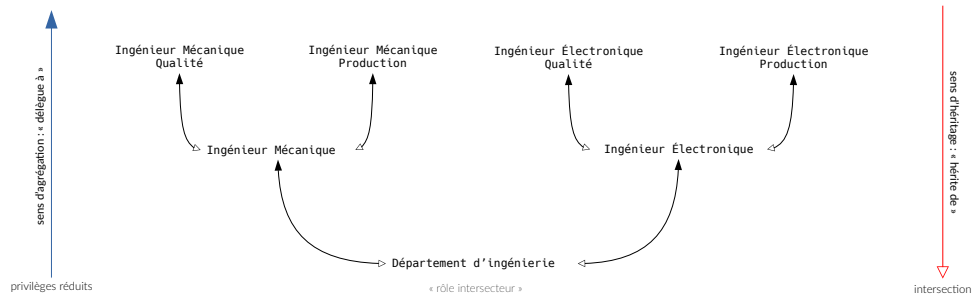 Ingénieur Mécanique
Qualité
Ingénieur Mécanique
Production
Ingénieur Électronique
Qualité
Ingénieur Électronique
Production
sens d'agrégation : « délègue à »
sens d'héritage : « hérite de »
Ingénieur Mécanique
Ingénieur Électronique
Département d’ingénierie
privilèges réduits
« rôle intersecteur »
intersection